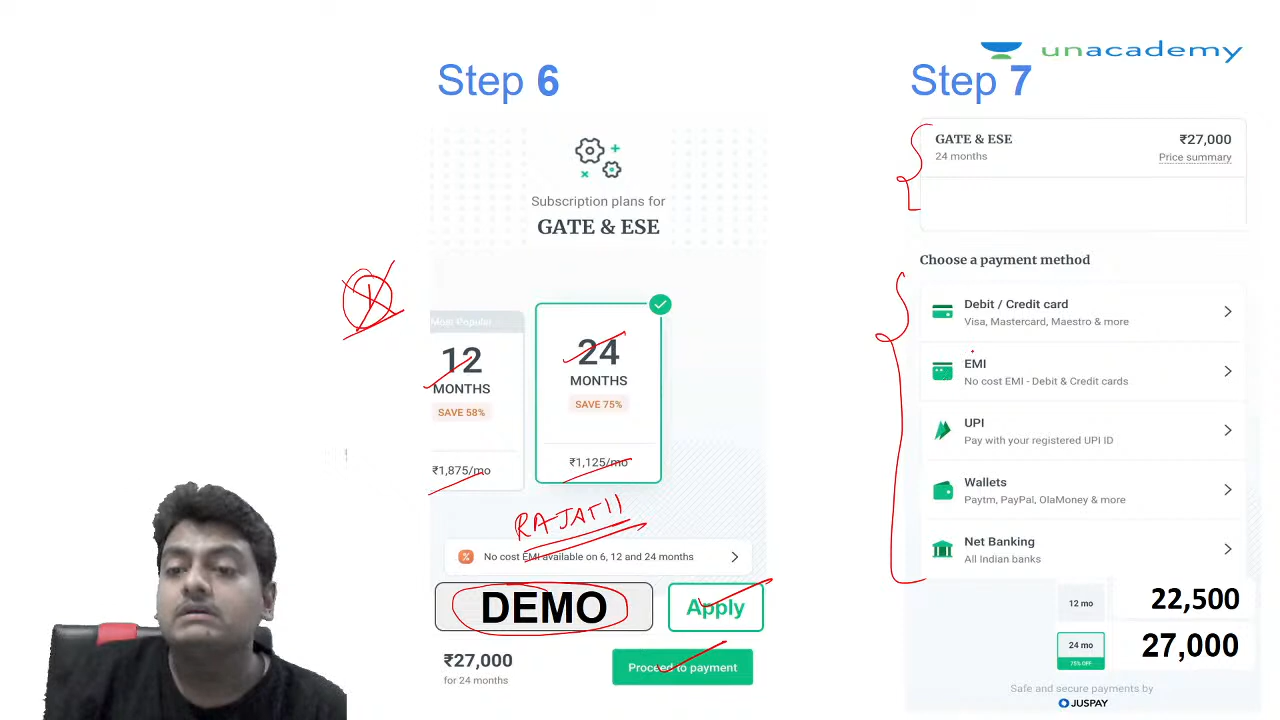 unacademy
Step 6
Subscription plans for
GATE & ESE
Most Popular
12
MONTHS
SAVE 58%
₹1,875/mo
24
MONTHS
SAVE 75%
₹1,125/mo
RAJAT11
No cost EMI available on 6, 12 and 24 months
DEMO
Apply
₹27,000
for 24 months
Proceed to payment
Step 7
GATE & ESE
₹27,000
24 months
Price summary
Choose a payment method
Debit / Credit card
Visa, Mastercard, Maestro & more
EMI
No cost EMI - Debit & Credit cards
UPI
Pay with your registered UPI ID
Wallets
Paytm, PayPal, OlaMoney & more
Net Banking
All Indian banks
12 mo
22,500
24 mo
75% OFF
27,000
Safe and secure payments by
JUSPAY